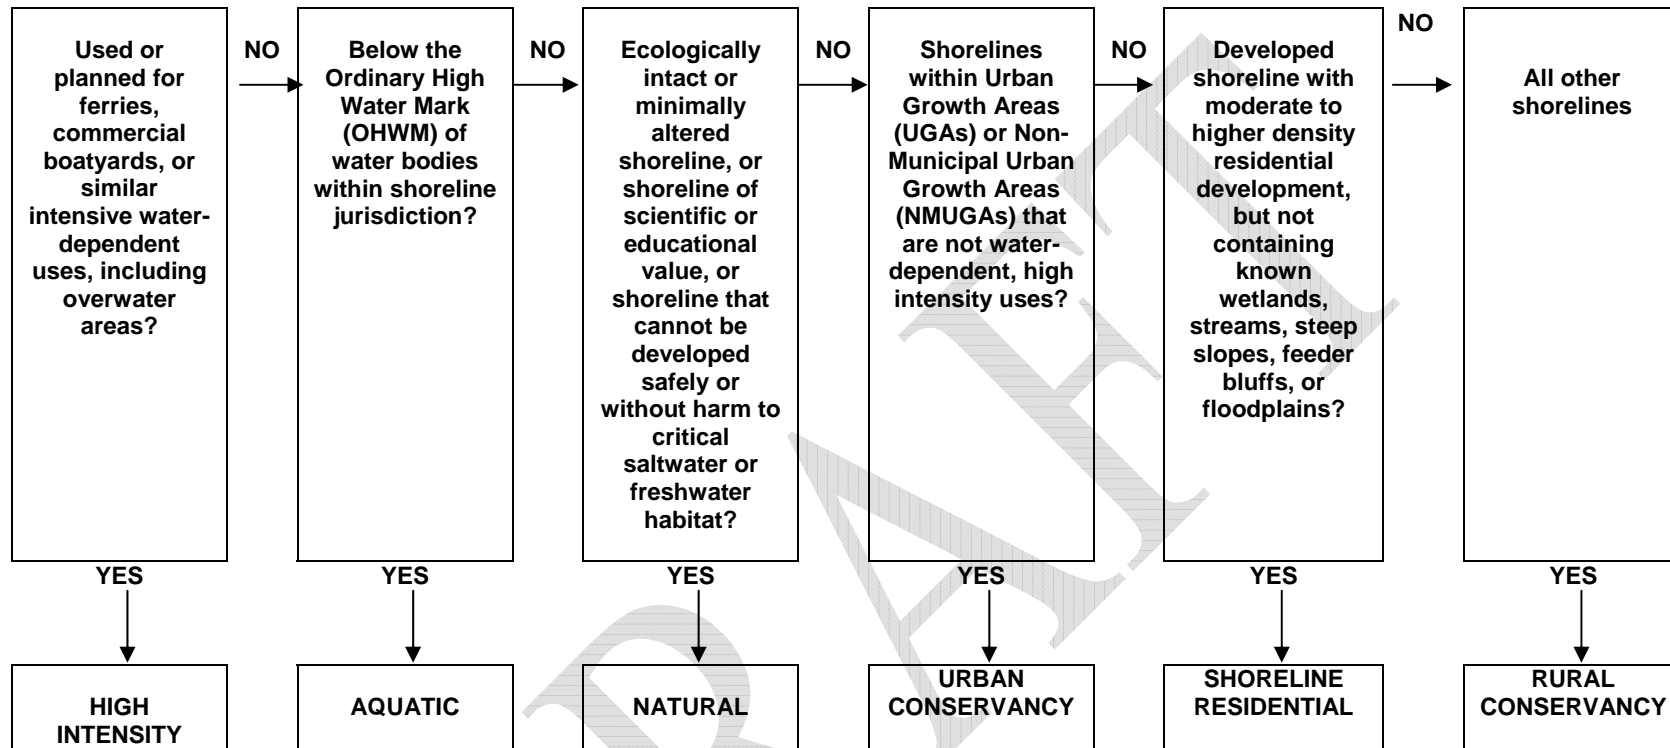 Used or
planned for
ferries,
commercial
boatyards, or
similar
intensive water-
dependent
uses, including
overwater
areas?
NO
Below the
Ordinary High
Water Mark
(OHWM) of
water bodies
within shoreline
jurisdiction?
NO
Ecologically
intact or
minimally
altered
shoreline, or
shoreline of
scientific or
educational
value, or
shoreline that
cannot be
developed
safely or
without harm to
critical
saltwater or
freshwater
habitat?
NO
Shorelines
within Urban
Growth Areas
(UGAs) or Non-
Municipal Urban
Growth Areas
(NMUGAs) that
are not water-
dependent, high
intensity uses?
NO
Developed
shoreline with
moderate to
higher density
residential
development,
but not
containing
known
wetlands,
streams, steep
slopes, feeder
bluffs, or
floodplains?
NO
All other
shorelines
YES
YES
YES
YES
YES
YES
HIGH
INTENSITY
AQUATIC
NATURAL
URBAN
CONSERVANCY
SHORELINE
RESIDENTIAL
RURAL
CONSERVANCY
RAFT